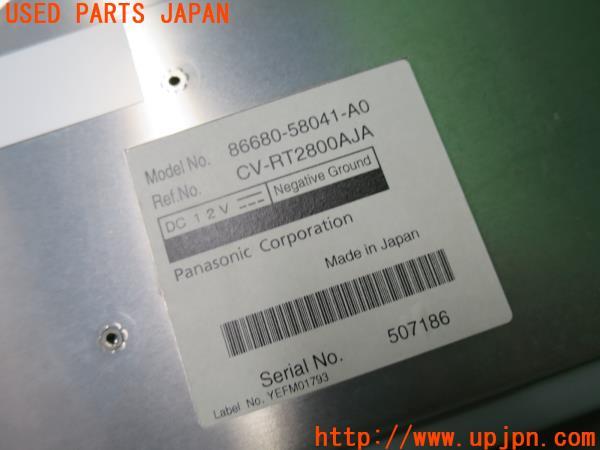 USED PARTS JAPAN
Model No. 86680-58041-A0
Ref.No. CV-RT2800AJA
DC 12V Negative Ground
Panasonic Corporation
Made in Japan
Serial No. 507186
Label No. YEFM01793
http://www.upjpn.com